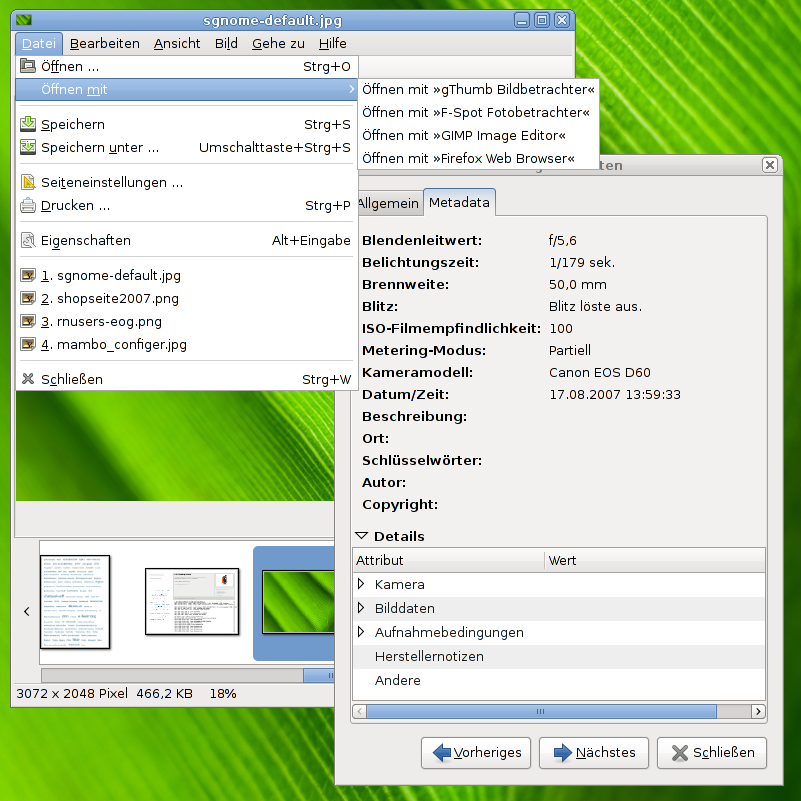 sgnome-default.jpg
Datei Bearbeiten Ansicht Bild Gehe zu Hilfe
Öffnen ... Strg+O
Öffnen mit
Öffnen mit »gThumb Bildbetrachter«
Öffnen mit »F-Spot Fotobetrachter«
Öffnen mit »GIMP Image Editor«
Öffnen mit »Firefox Web Browser«
Speichern Strg+S
Speichern unter ... Umschalttaste+Strg+S
Seiteneinstellungen ...
Drucken ... Strg+P
Eigenschaften Alt+Eingabe
1. sgnome-default.jpg
2. shopseite2007.png
3. rnusers-eog.png
4. mambo_configer.jpg
Schließen Strg+W
3072 x 2048 Pixel 466,2 KB 18%
Allgemein Metadata
Blendenleitwert: f/5,6
Belichtungszeit: 1/179 sek.
Brennweite: 50,0 mm
Blitz: Blitz löste aus.
ISO-Filmempfindlichkeit: 100
Metering-Modus: Partiell
Kameramodell: Canon EOS D60
Datum/Zeit: 17.08.2007 13:59:33
Beschreibung:
Ort:
Schlüsselwörter:
Autor:
Copyright:
Details
Attribut Wert
Kamera
Bilddaten
Aufnahmebedingungen
Herstellernotizen
Andere
Vorheriges Nächstes Schließen